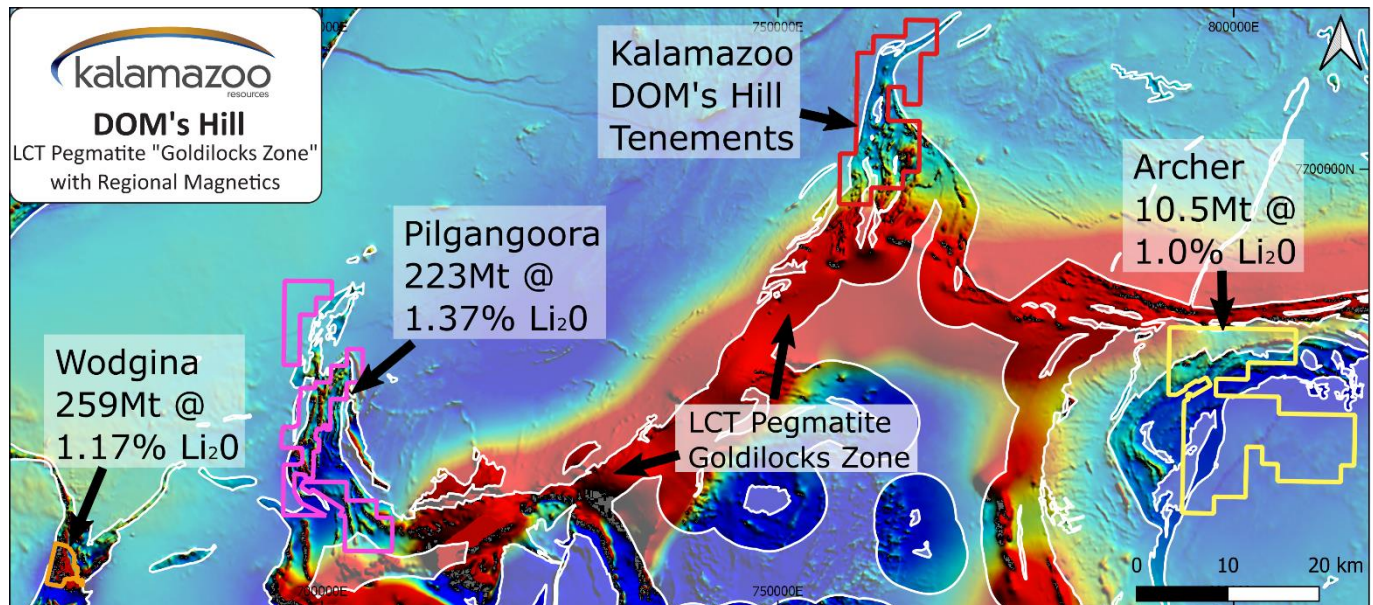 kalamazoo
resources
DOM's Hill
LCT Pegmatite "Goldilocks Zone"
with Regional Magnetics
750000E
800000E
Kalamazoo
DOM's Hill
Tenements
7700000N
Archer
10.5Mt @
1.0% Li₂0
Pilgangoora
223Mt @
1.37% Li₂0
Wodgina
259Mt @
1.17% Li₂0
LCT Pegmatite
Goldilocks Zone
0 10 20 km
750000E
800000E